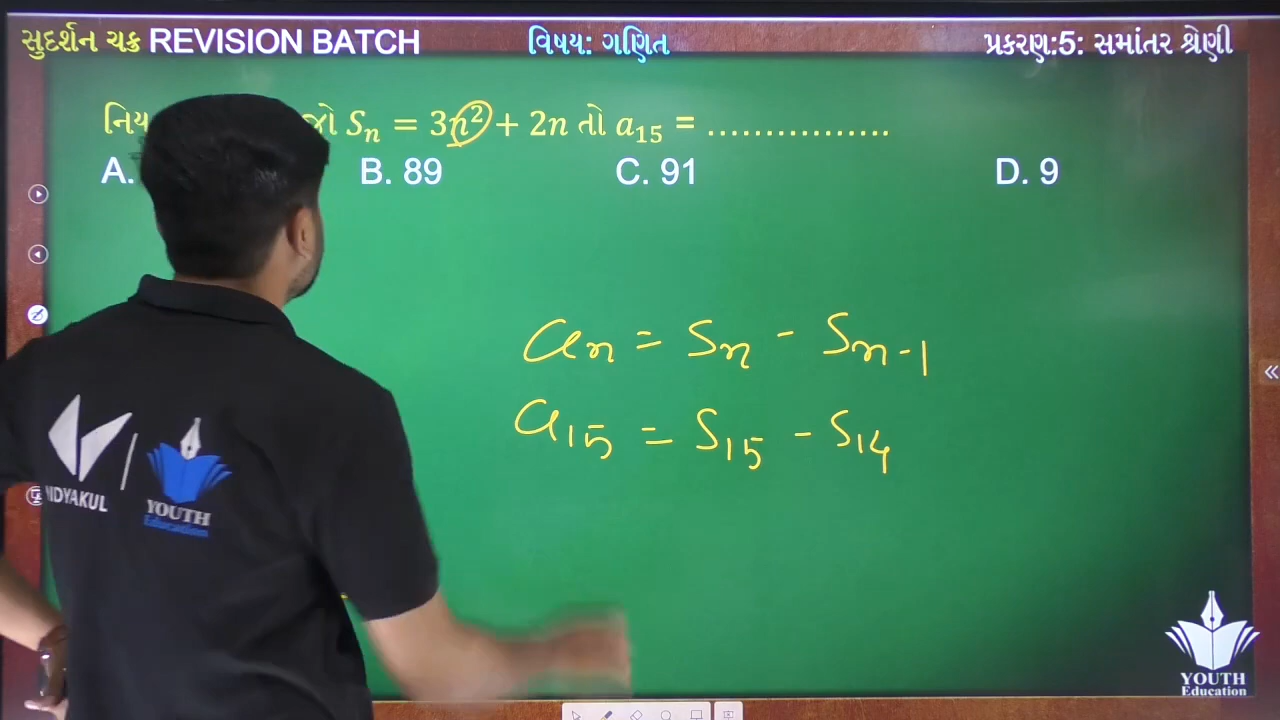 સુદર્શન ચક્ર REVISION BATCH
વિષય: ગણિત
પ્રકરણ:5: સમાંતર શ્રેણી
જો Sₙ = 3n² + 2n તો a₁₅ = ................
A. B. 89 C. 91 D. 9
aₙ = Sₙ - Sₙ₋₁
a₁₅ = S₁₅ - S₁₄
VIDYAKUL
YOUTH
Education
YOUTH
Education